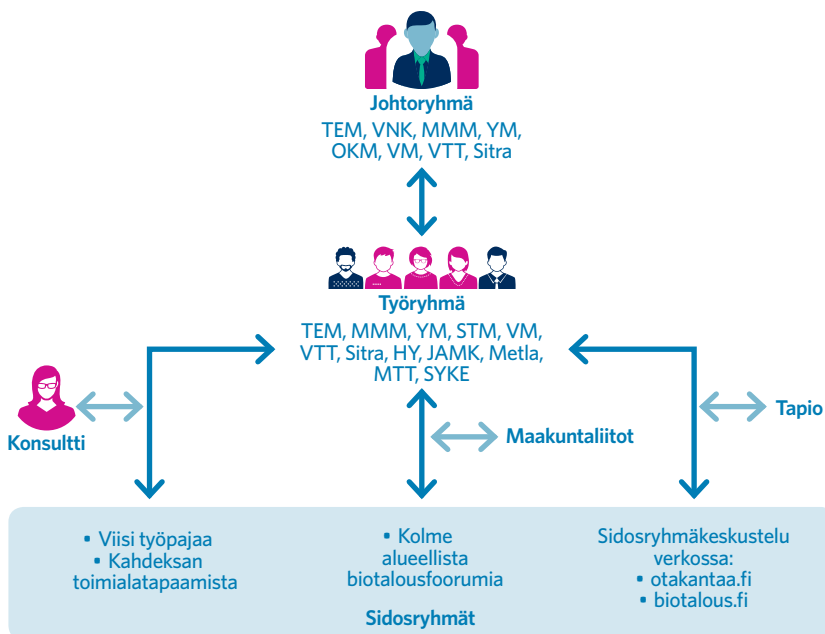 Johtoryhmä
TEM, VNK, MMM, YM,
OKM, VM, VTT, Sitra
Työryhmä
TEM, MMM, YM, STM, VM,
VTT, Sitra, HY, JAMK, Metla,
MTT, SYKE
Konsultti
Maakuntaliitot
Tapio
• Viisi työpajaa
• Kahdeksan
toimialatapaamista
• Kolme
alueellista
biotalousfoorumia
Sidosryhmäkeskustelu
verkossa:
• otakantaa.fi
• biotalous.fi
Sidosryhmät